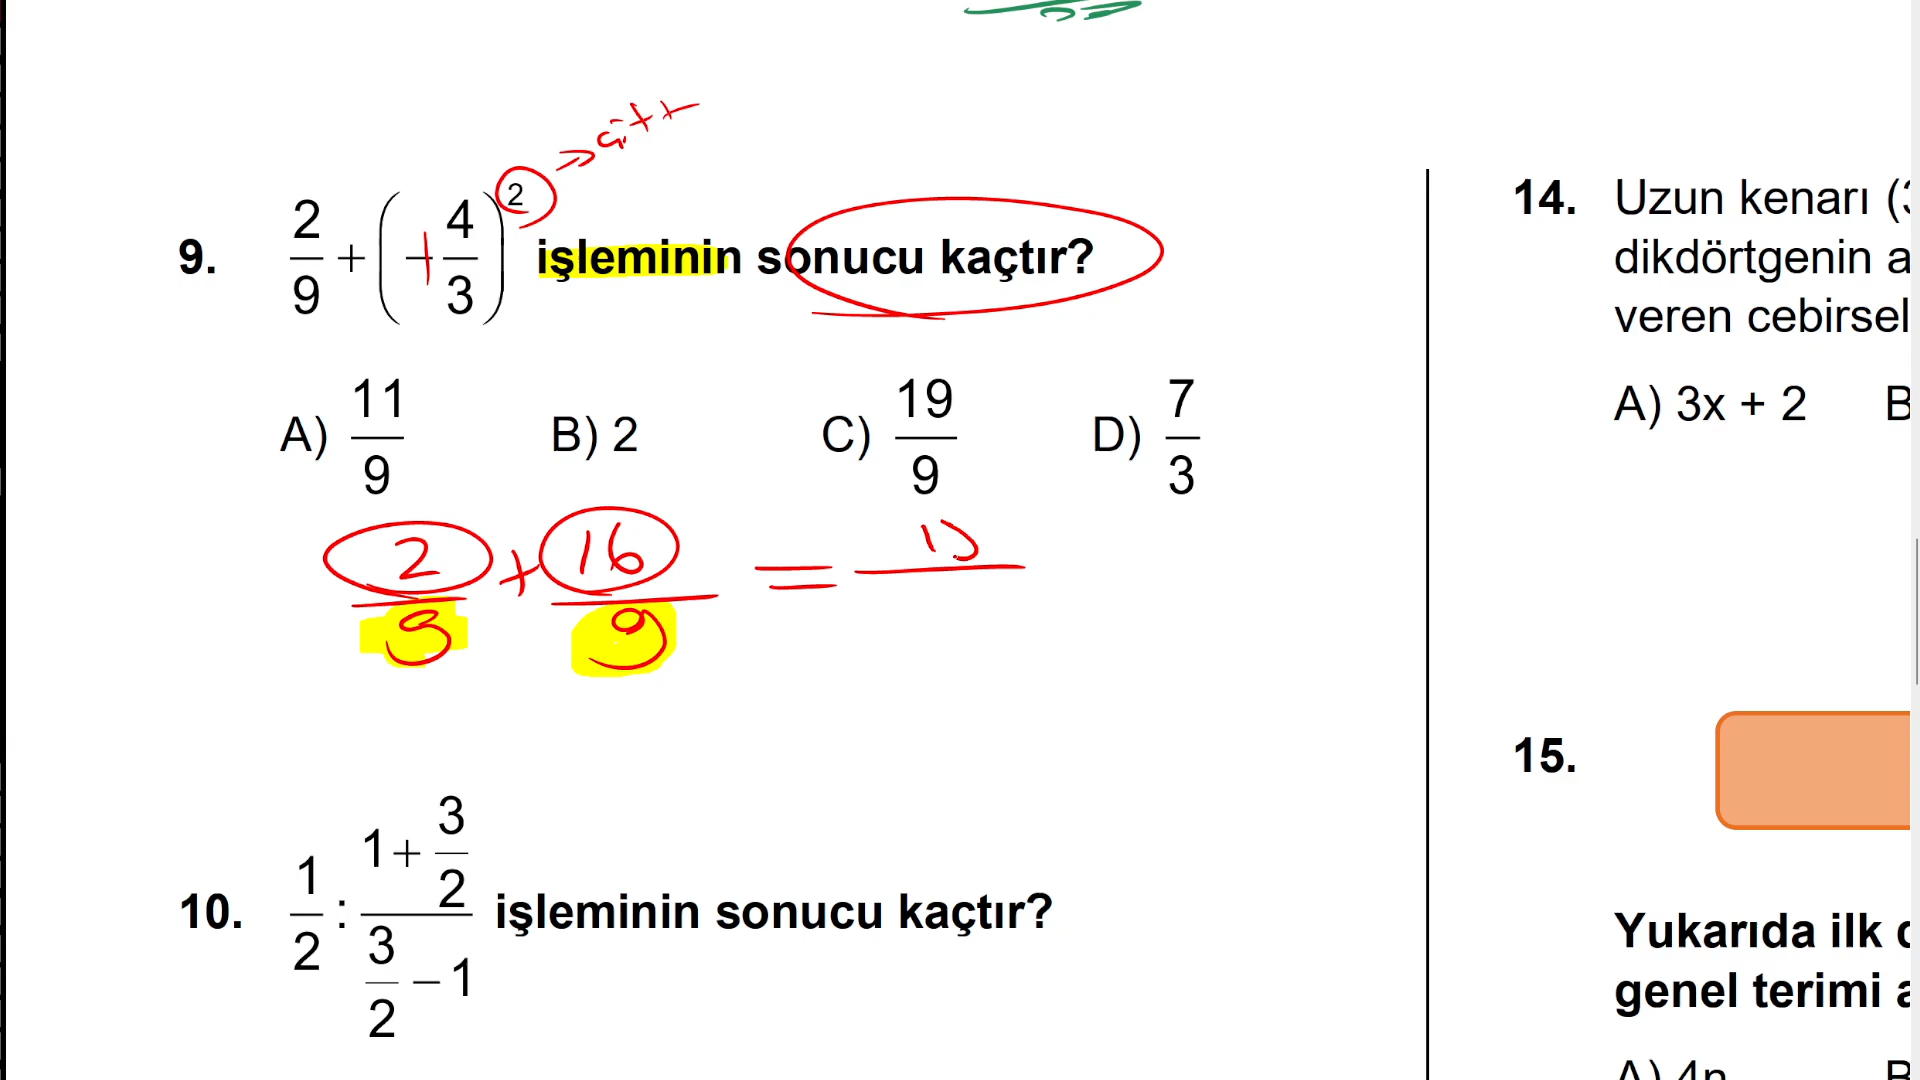 çift
9. 2/9 + (-4/3)² işleminin sonucu kaçtır?
A) 11/9 B) 2 C) 19/9 D) 7/3
2/9 + 16/9 =
10. 1/2 : (1+3/2)/(3/2−1) işleminin sonucu kaçtır?
14. Uzun kenarı (3
dikdörtgenin a
veren cebirsel
A) 3x + 2 B
15.
Yukarıda ilk
genel terimi a
A) 4n B